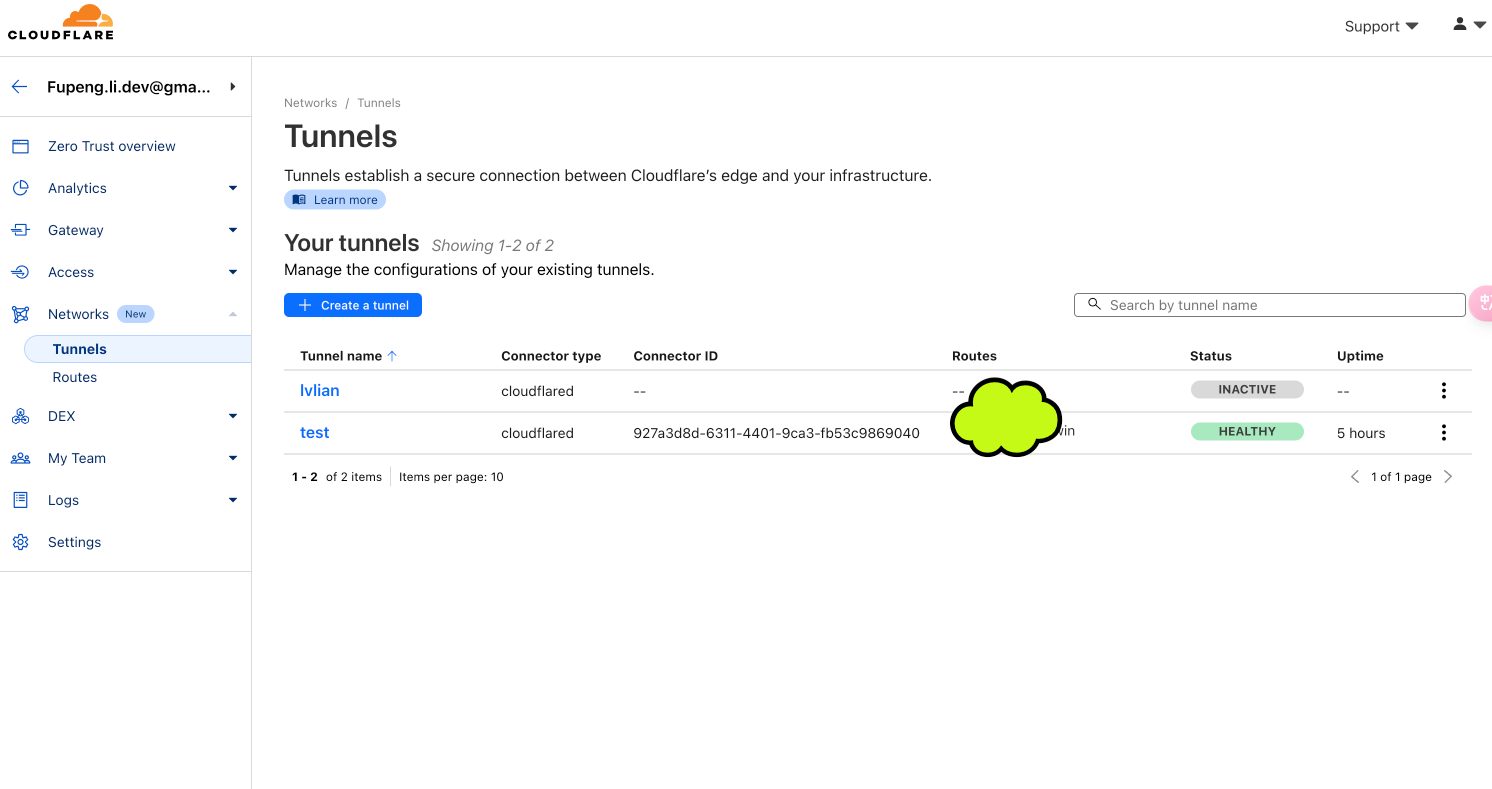 CLOUDFLARE
Support
Fupeng.li.dev@gma...
Zero Trust overview
Analytics
Gateway
Access
Networks New
Tunnels
Routes
DEX
My Team
Logs
Settings
Networks / Tunnels
Tunnels
Tunnels establish a secure connection between Cloudflare's edge and your infrastructure.
Learn more
Your tunnels Showing 1-2 of 2
Manage the configurations of your existing tunnels.
Create a tunnel
Search by tunnel name
Tunnel name Connector type Connector ID Routes Status Uptime
lvlian cloudflared -- -- INACTIVE --
test cloudflared 927a3d8d-6311-4401-9ca3-fb53c9869040 HEALTHY 5 hours
1 - 2 of 2 items Items per page: 10 1 of 1 page